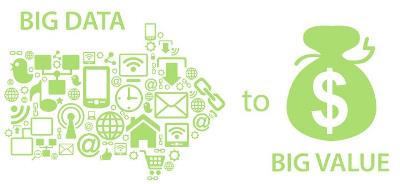 BIG DATA
to
$
BIG VALUE